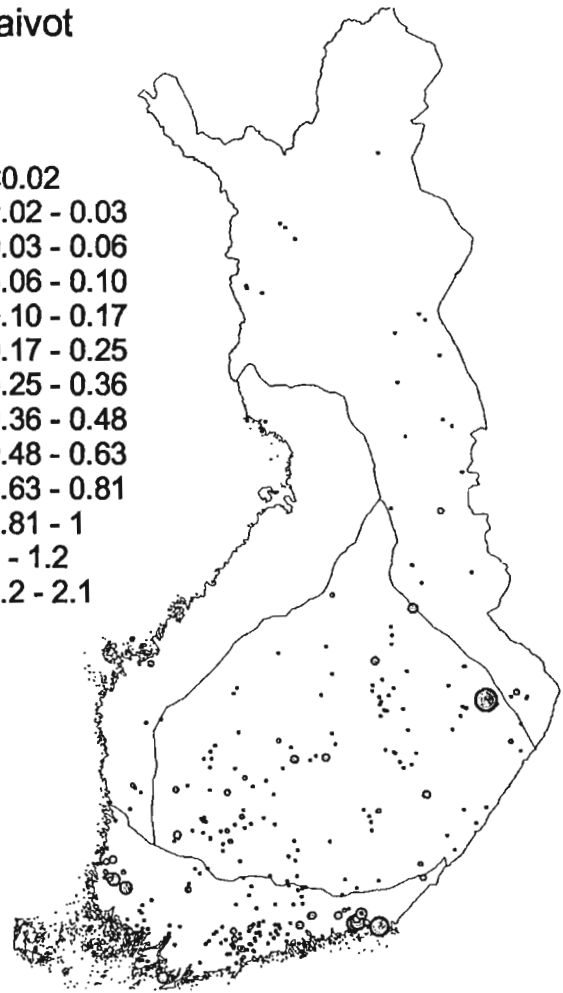 aivot
0.02
.02 - 0.03
.03 - 0.06
.06 - 0.10
.10 - 0.17
.17 - 0.25
.25 - 0.36
.36 - 0.48
.48 - 0.63
.63 - 0.81
.81 - 1
- 1.2
.2 - 2.1